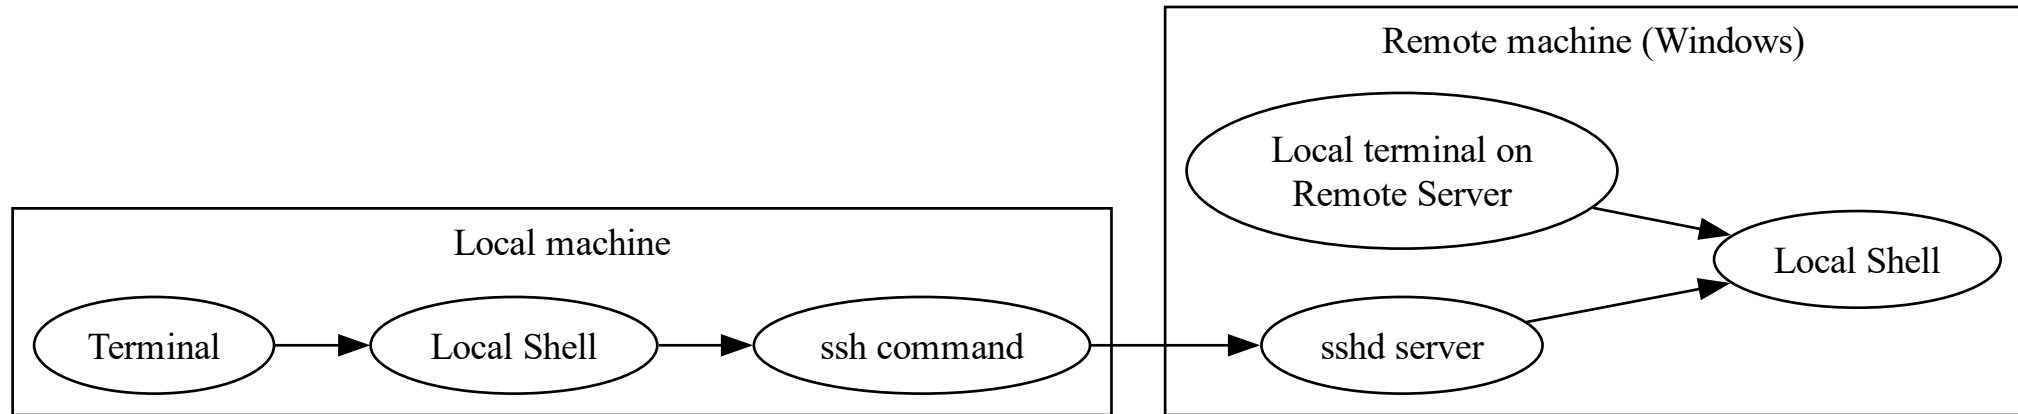 Remote machine (Windows)
Local terminal on
Remote Server
Local Shell
Local machine
Terminal
Local Shell
ssh command
sshd server